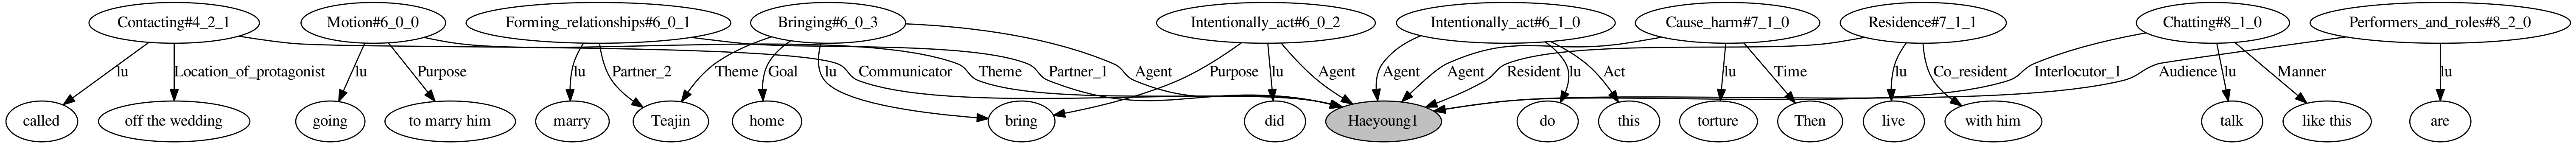 Contacting#4_2_1 Motion#6_0_0 Forming_relationships#6_0_1 Bringing#6_0_3 Intentionally_act#6_0_2 Intentionally_act#6_1_0 Cause_harm#7_1_0 Residence#7_1_1 Chatting#8_1_0 Performers_and_roles#8_2_0
lu Location_of_protagonist lu Purpose lu Partner_2 Theme Goal lu Communicator Theme Partner_1 Agent Purpose lu Agent Agent lu Act Agent lu Time Resident lu Co_resident Interlocutor_1 lu Manner Audience lu
called off the wedding going to marry him marry Teajin home bring did Haeyoung1 do this torture Then live with him talk like this are